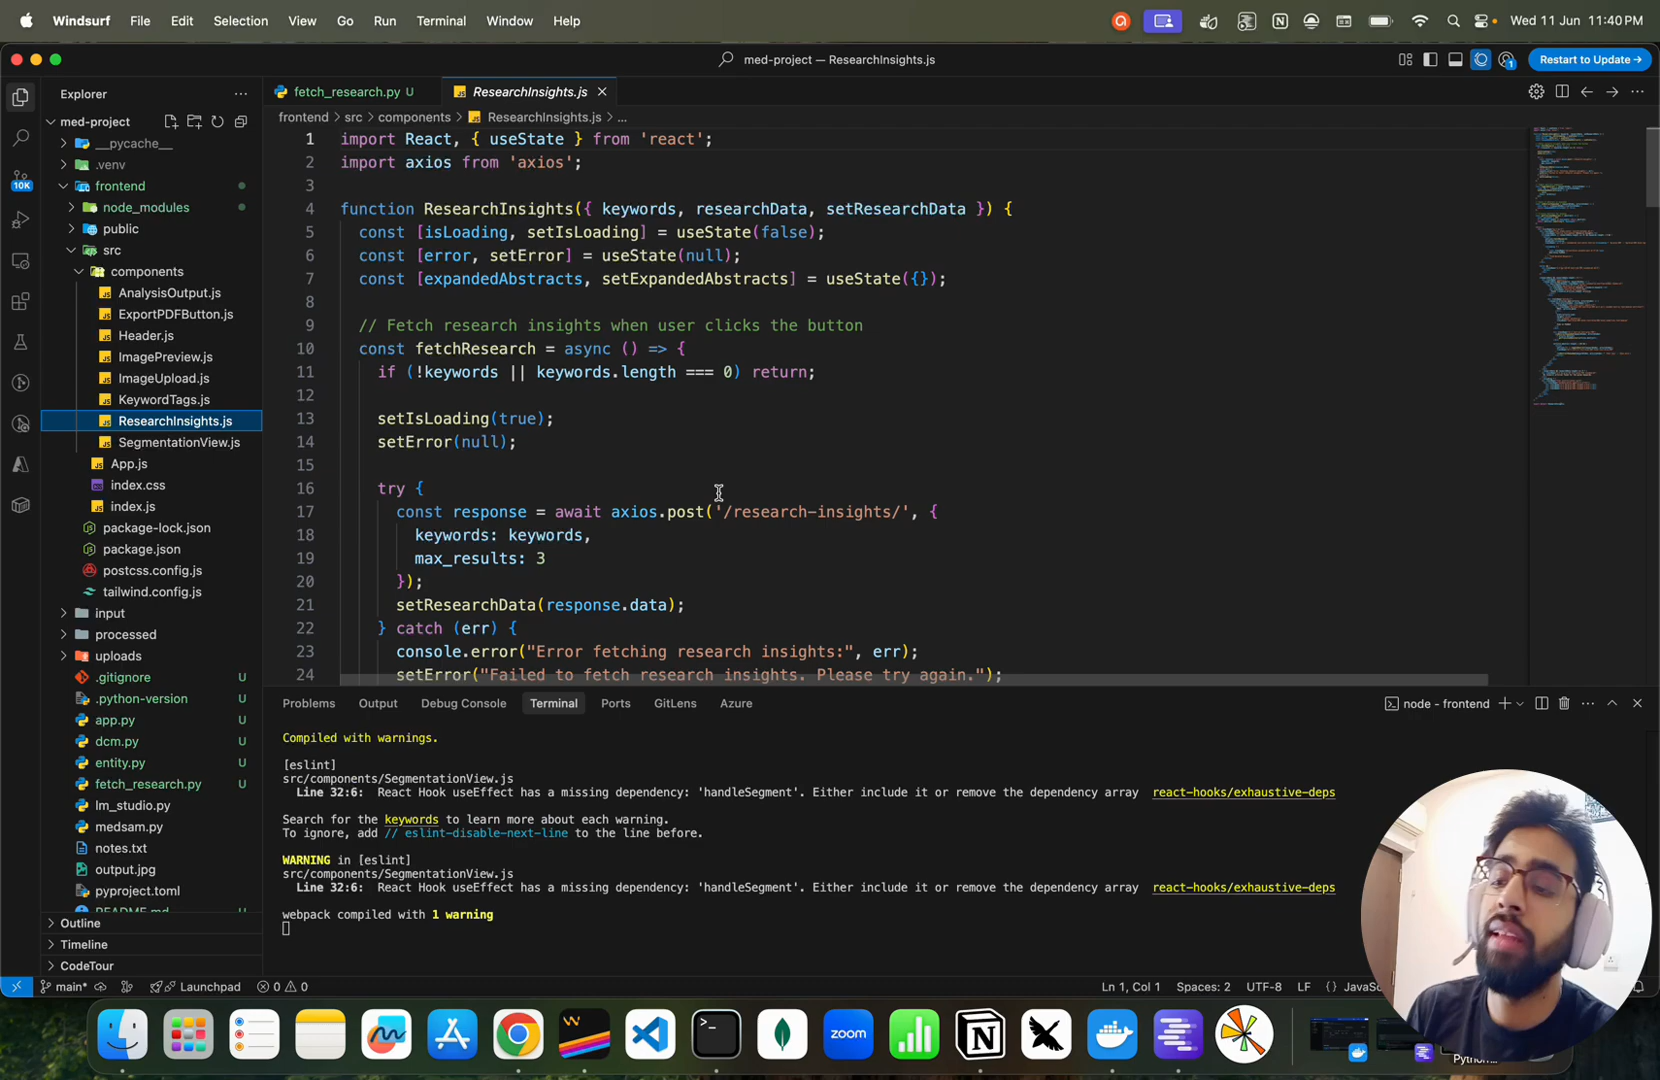 Windsurf File Edit Selection View Go Run Terminal Window Help Wed 11 Jun 11:40 PM
med-project — ResearchInsights.js
Restart to Update →
Explorer
med-project
__pycache__
.venv
frontend
node_modules
public
src
components
AnalysisOutput.js
ExportPDFButton.js
Header.js
ImagePreview.js
ImageUpload.js
KeywordTags.js
ResearchInsights.js
SegmentationView.js
App.js
index.css
index.js
package-lock.json
package.json
postcss.config.js
tailwind.config.js
input
processed
uploads
.gitignore U
.python-version U
app.py U
dcm.py U
entity.py U
fetch_research.py U
lm_studio.py U
medsam.py U
notes.txt U
output.jpg U
pyproject.toml U
README.md
Outline
Timeline
CodeTour
10K
fetch_research.py U
ResearchInsights.js
frontend > src > components > ResearchInsights.js > ...
1 import React, { useState } from 'react';
2 import axios from 'axios';
3
4 function ResearchInsights({ keywords, researchData, setResearchData }) {
5 const [isLoading, setIsLoading] = useState(false);
6 const [error, setError] = useState(null);
7 const [expandedAbstracts, setExpandedAbstracts] = useState({});
8
9 // Fetch research insights when user clicks the button
10 const fetchResearch = async () => {
11 if (!keywords || keywords.length === 0) return;
12
13 setIsLoading(true);
14 setError(null);
15
16 try {
17 const response = await axios.post('/research-insights/', {
18 keywords: keywords,
19 max_results: 3
20 });
21 setResearchData(response.data);
22 } catch (err) {
23 console.error("Error fetching research insights:", err);
24 setError("Failed to fetch research insights. Please try again.");
Problems Output Debug Console Terminal Ports GitLens Azure
node - frontend
Compiled with warnings.
[eslint]
src/components/SegmentationView.js
Line 32:6: React Hook useEffect has a missing dependency: 'handleSegment'. Either include it or remove the dependency array react-hooks/exhaustive-deps
Search for the keywords to learn more about each warning.
To ignore, add // eslint-disable-next-line to the line before.
WARNING in [eslint]
src/components/SegmentationView.js
Line 32:6: React Hook useEffect has a missing dependency: 'handleSegment'. Either include it or remove the dependency array react-hooks/exhaustive-deps
webpack compiled with 1 warning
main* Launchpad 0 0
Ln 1, Col 1 Spaces: 2 UTF-8 LF {} JavaSc
zoom
Python...